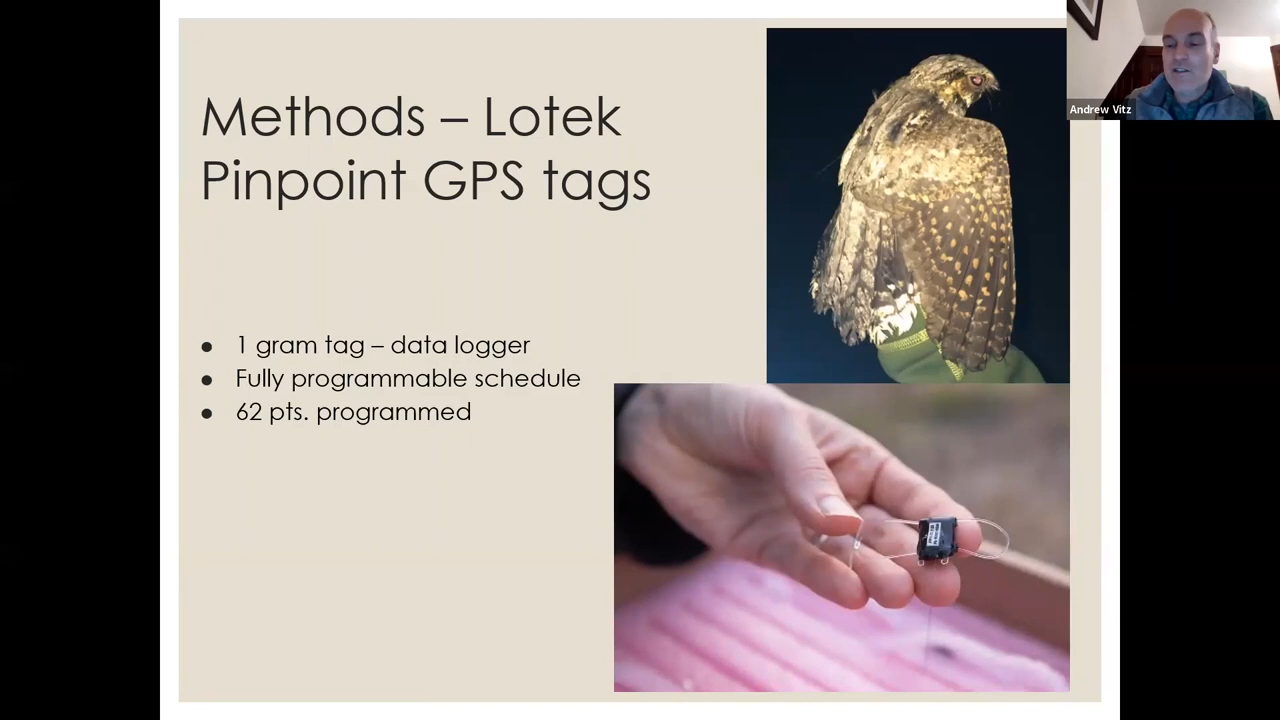 Methods – Lotek
Pinpoint GPS tags
● 1 gram tag – data logger
● Fully programmable schedule
● 62 pts. programmed
Andrew Vitz